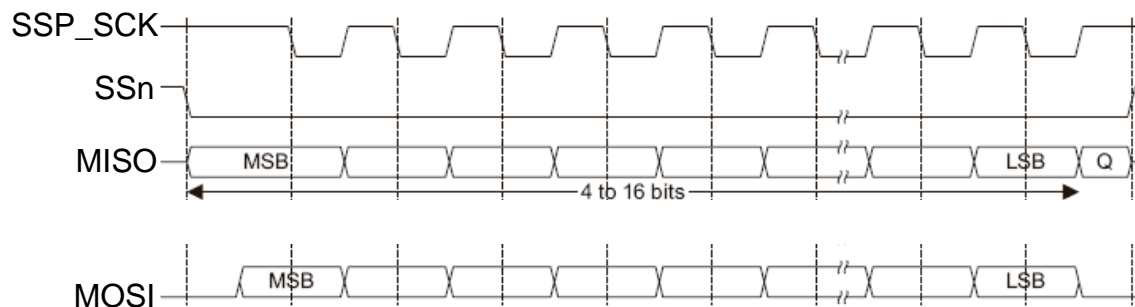 SSP_SCK
SSn
MISO MSB LSB Q
4 to 16 bits
MOSI MSB LSB